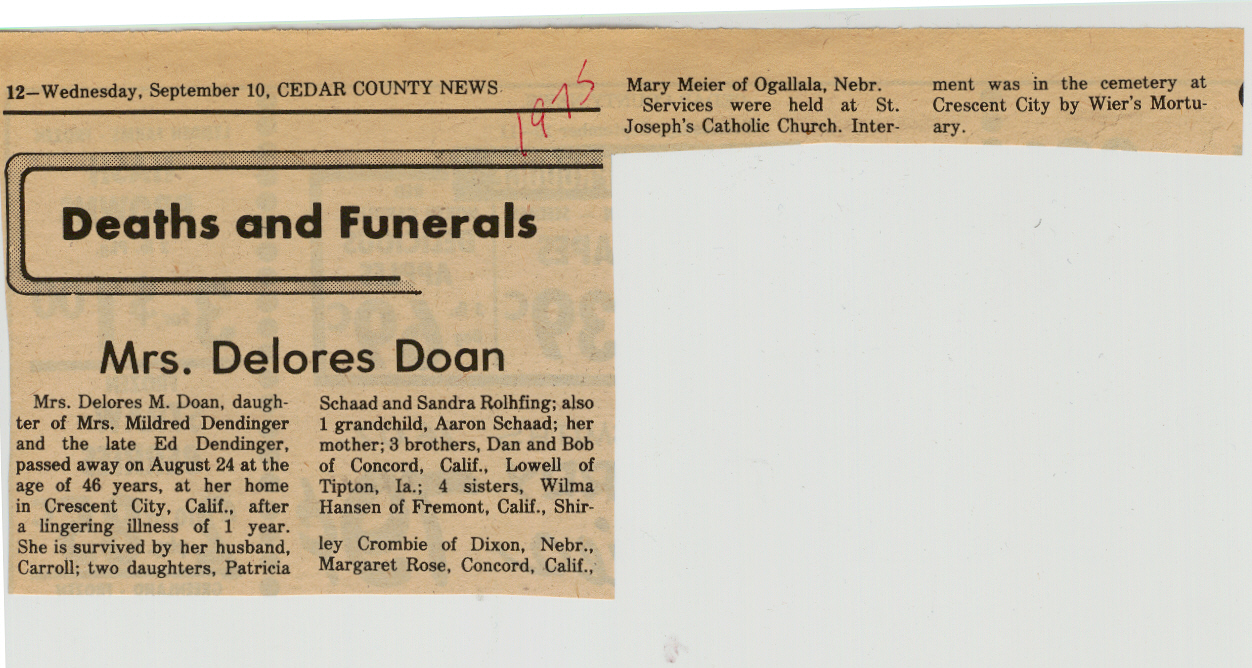 12—Wednesday, September 10, CEDAR COUNTY NEWS
1975
Deaths and Funerals
Mrs. Delores Doan
Mrs. Delores M. Doan, daugh-
ter of Mrs. Mildred Dendinger
and the late Ed Dendinger,
passed away on August 24 at the
age of 46 years, at her home
in Crescent City, Calif., after
a lingering illness of 1 year.
She is survived by her husband,
Carroll; two daughters, Patricia
Schaad and Sandra Rolhfing; also
1 grandchild, Aaron Schaad; her
mother; 3 brothers, Dan and Bob
of Concord, Calif., Lowell of
Tipton, Ia.; 4 sisters, Wilma
Hansen of Fremont, Calif., Shir-
ley Crombie of Dixon, Nebr.,
Margaret Rose, Concord, Calif.,
Mary Meier of Ogallala, Nebr.
Services were held at St.
Joseph's Catholic Church. Inter-
ment was in the cemetery at
Crescent City by Wier's Mortu-
ary.